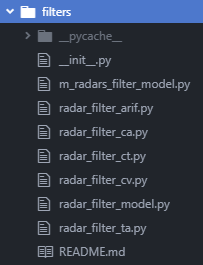 filters
__pycache__
__init__.py
m_radars_filter_model.py
radar_filter_arif.py
radar_filter_ca.py
radar_filter_ct.py
radar_filter_cv.py
radar_filter_model.py
radar_filter_ta.py
README.md